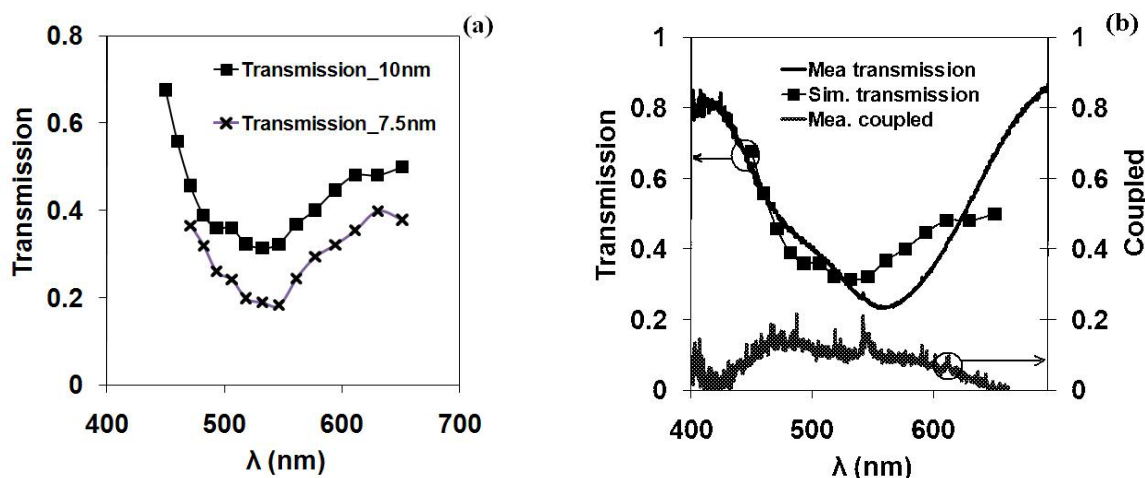 (a)
0.8
0.6
0.4
0.2
0
Transmission
Transmission_10nm
Transmission_7.5nm
400 500 600 700
λ (nm)
(b)
1
0.8
0.6
0.4
0.2
0
Transmission
Mea transmission
Sim. transmission
Mea. coupled
1
0.8
0.6
0.4
0.2
0
Coupled
400 500 600
λ (nm)